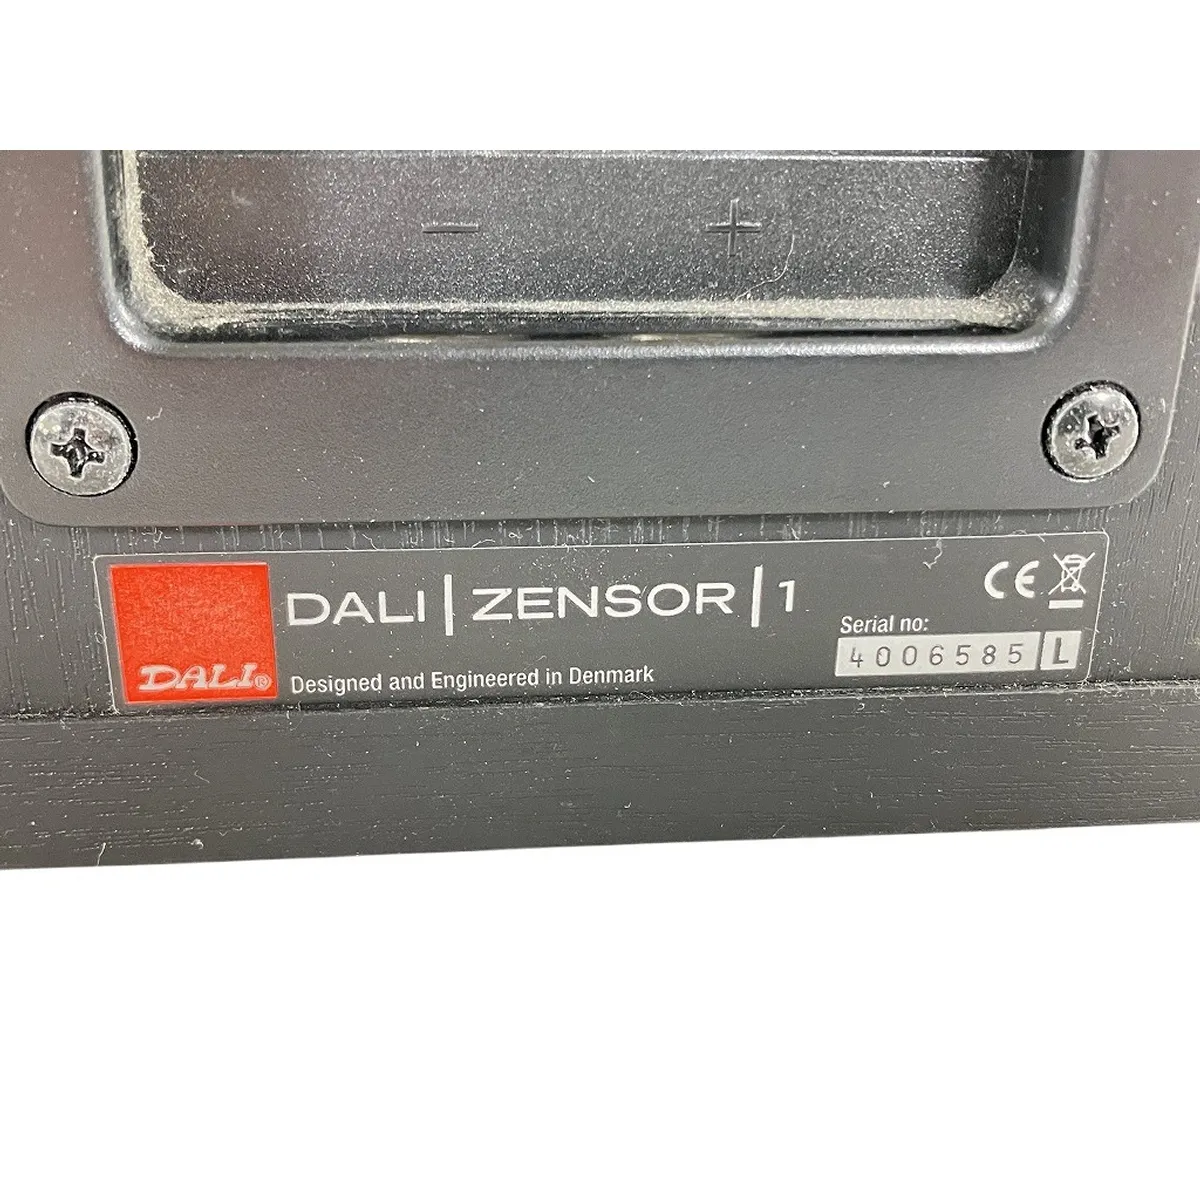 − +
DALI|ZENSOR|1
CE
Serial no:
4006585 L
DALI®
Designed and Engineered in Denmark